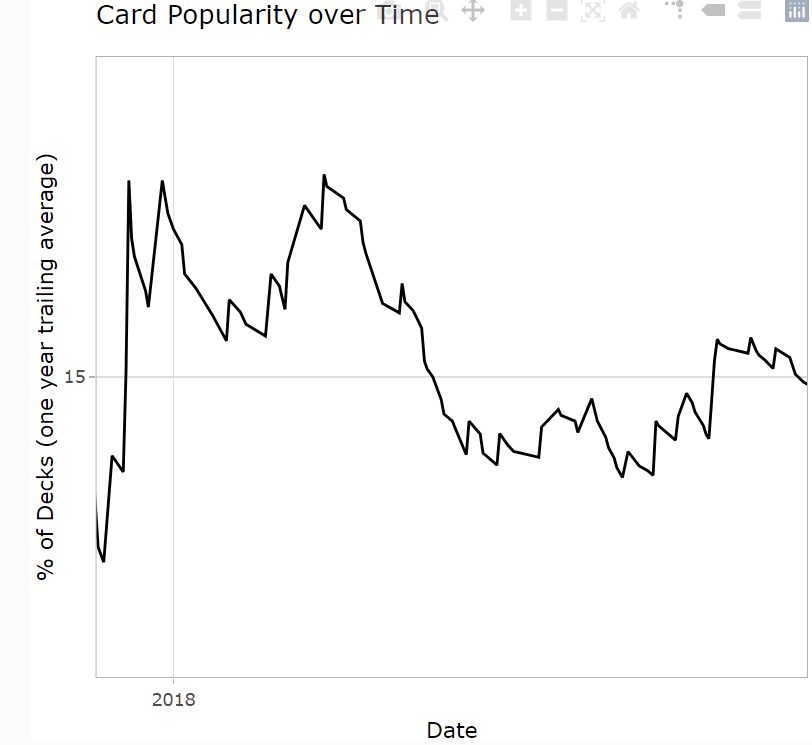 Card Popularity over Time
% of Decks (one year trailing average)
15
2018
Date